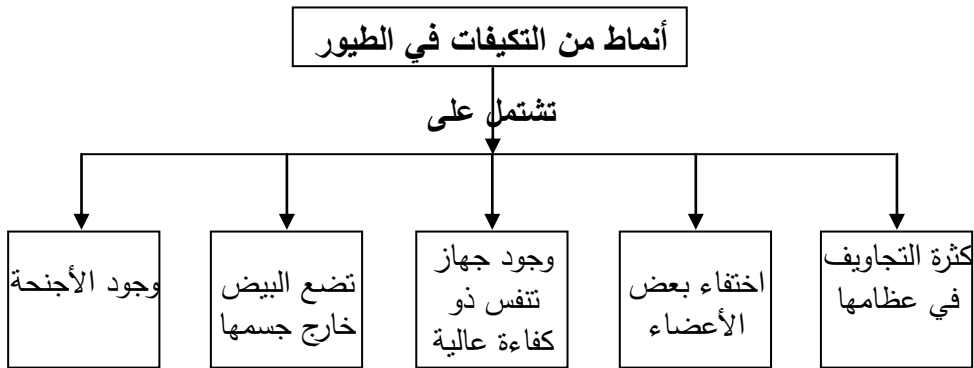 أنماط من التكيفات في الطيور
تشتمل على
كثرة التجاويف
في عظامها
اختفاء بعض
الأعضاء
وجود جهاز
تنفس ذو
كفاءة عالية
تضع البيض
خارج جسمها
وجود الأجنحة